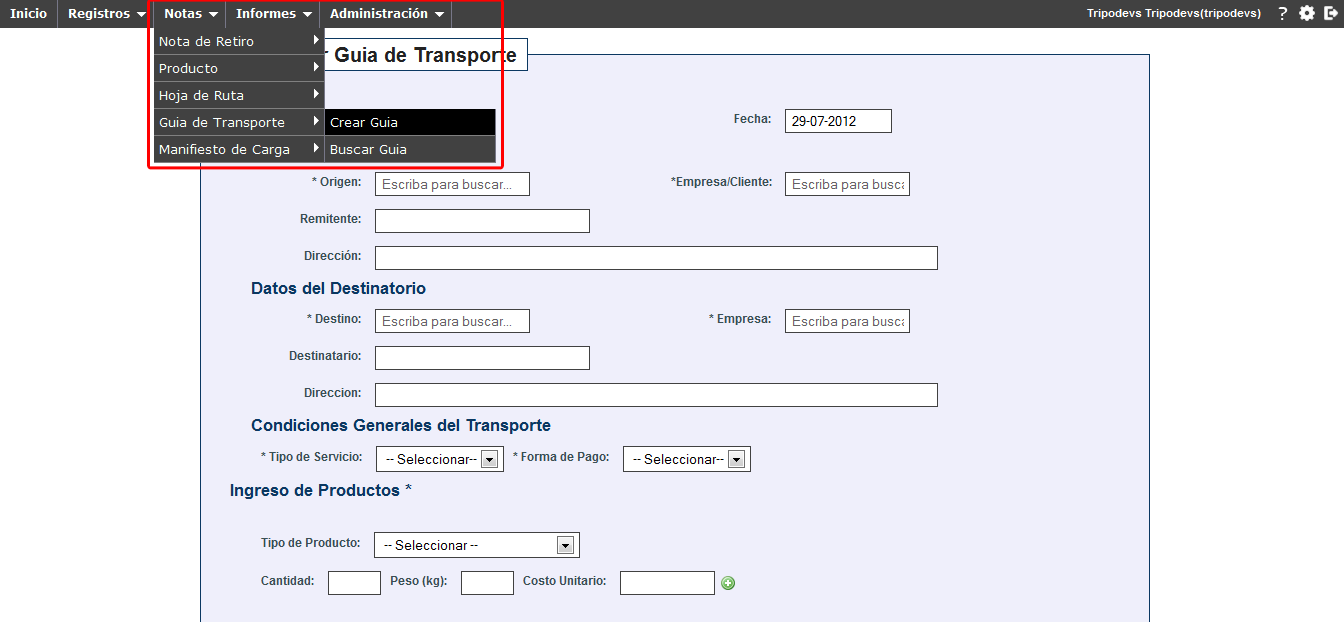 Inicio Registros Notas Informes Administración Tripodevs Tripodevs(tripodevs) ?
Nota de Retiro
Producto
Hoja de Ruta
Guia de Transporte
Manifiesto de Carga
Crear Guia
Buscar Guia
r Guia de Transporte
Fecha: 29-07-2012
* Origen: Escriba para buscar... *Empresa/Cliente: Escriba para busca
Remitente:
Dirección:
Datos del Destinatorio
* Destino: Escriba para buscar... * Empresa: Escriba para busca
Destinatario:
Direccion:
Condiciones Generales del Transporte
* Tipo de Servicio: -- Seleccionar-- * Forma de Pago: -- Seleccionar--
Ingreso de Productos *
Tipo de Producto: -- Seleccionar --
Cantidad: Peso (kg): Costo Unitario: